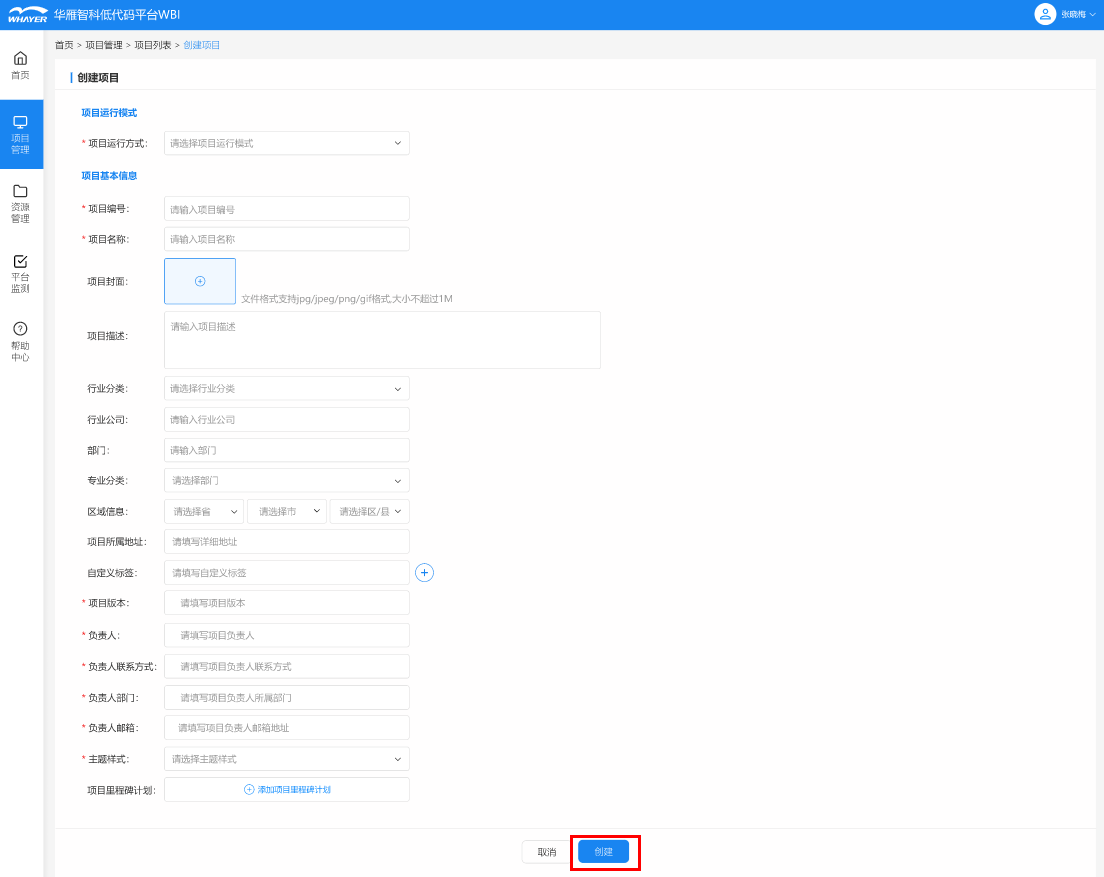 WHAYER 华雁智科低代码平台WBI 张晓梅
首页 > 项目管理 > 项目列表 > 创建项目
首页
项目
管理
资源
管理
平台
监测
帮助
中心
创建项目
项目运行模式
* 项目运行方式： 请选择项目运行模式
项目基本信息
* 项目编号： 请输入项目编号
* 项目名称： 请输入项目名称
项目封面：
文件格式支持jpg/jpeg/png/gif格式,大小不超过1M
项目描述： 请输入项目描述
行业分类： 请选择行业分类
行业公司： 请输入行业公司
部门： 请输入部门
专业分类： 请选择部门
区域信息： 请选择省 请选择市 请选择区/县
项目所属地址： 请填写详细地址
自定义标签： 请填写自定义标签
* 项目版本： 请填写项目版本
* 负责人： 请填写项目负责人
* 负责人联系方式： 请填写项目负责人联系方式
* 负责人部门： 请填写项目负责人所属部门
* 负责人邮箱： 请填写项目负责人邮箱地址
* 主题样式： 请选择主题样式
项目里程碑计划： 添加项目里程碑计划
取消 创建